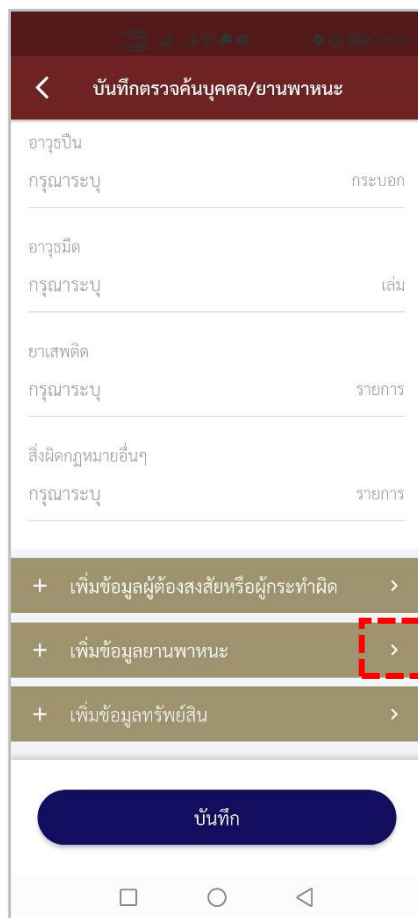 บันทึกตรวจค้นบุคคล/ยานพาหนะ
อาวุธปืน
กรุณาระบุ กระบอก
อาวุธมีด
กรุณาระบุ เล่ม
ยาเสพติด
กรุณาระบุ รายการ
สิ่งผิดกฏหมายอื่นๆ
กรุณาระบุ รายการ
+ เพิ่มข้อมูลผู้ต้องสงสัยหรือผู้กระทำผิด >
+ เพิ่มข้อมูลยานพาหนะ >
+ เพิ่มข้อมูลทรัพย์สิน >
บันทึก